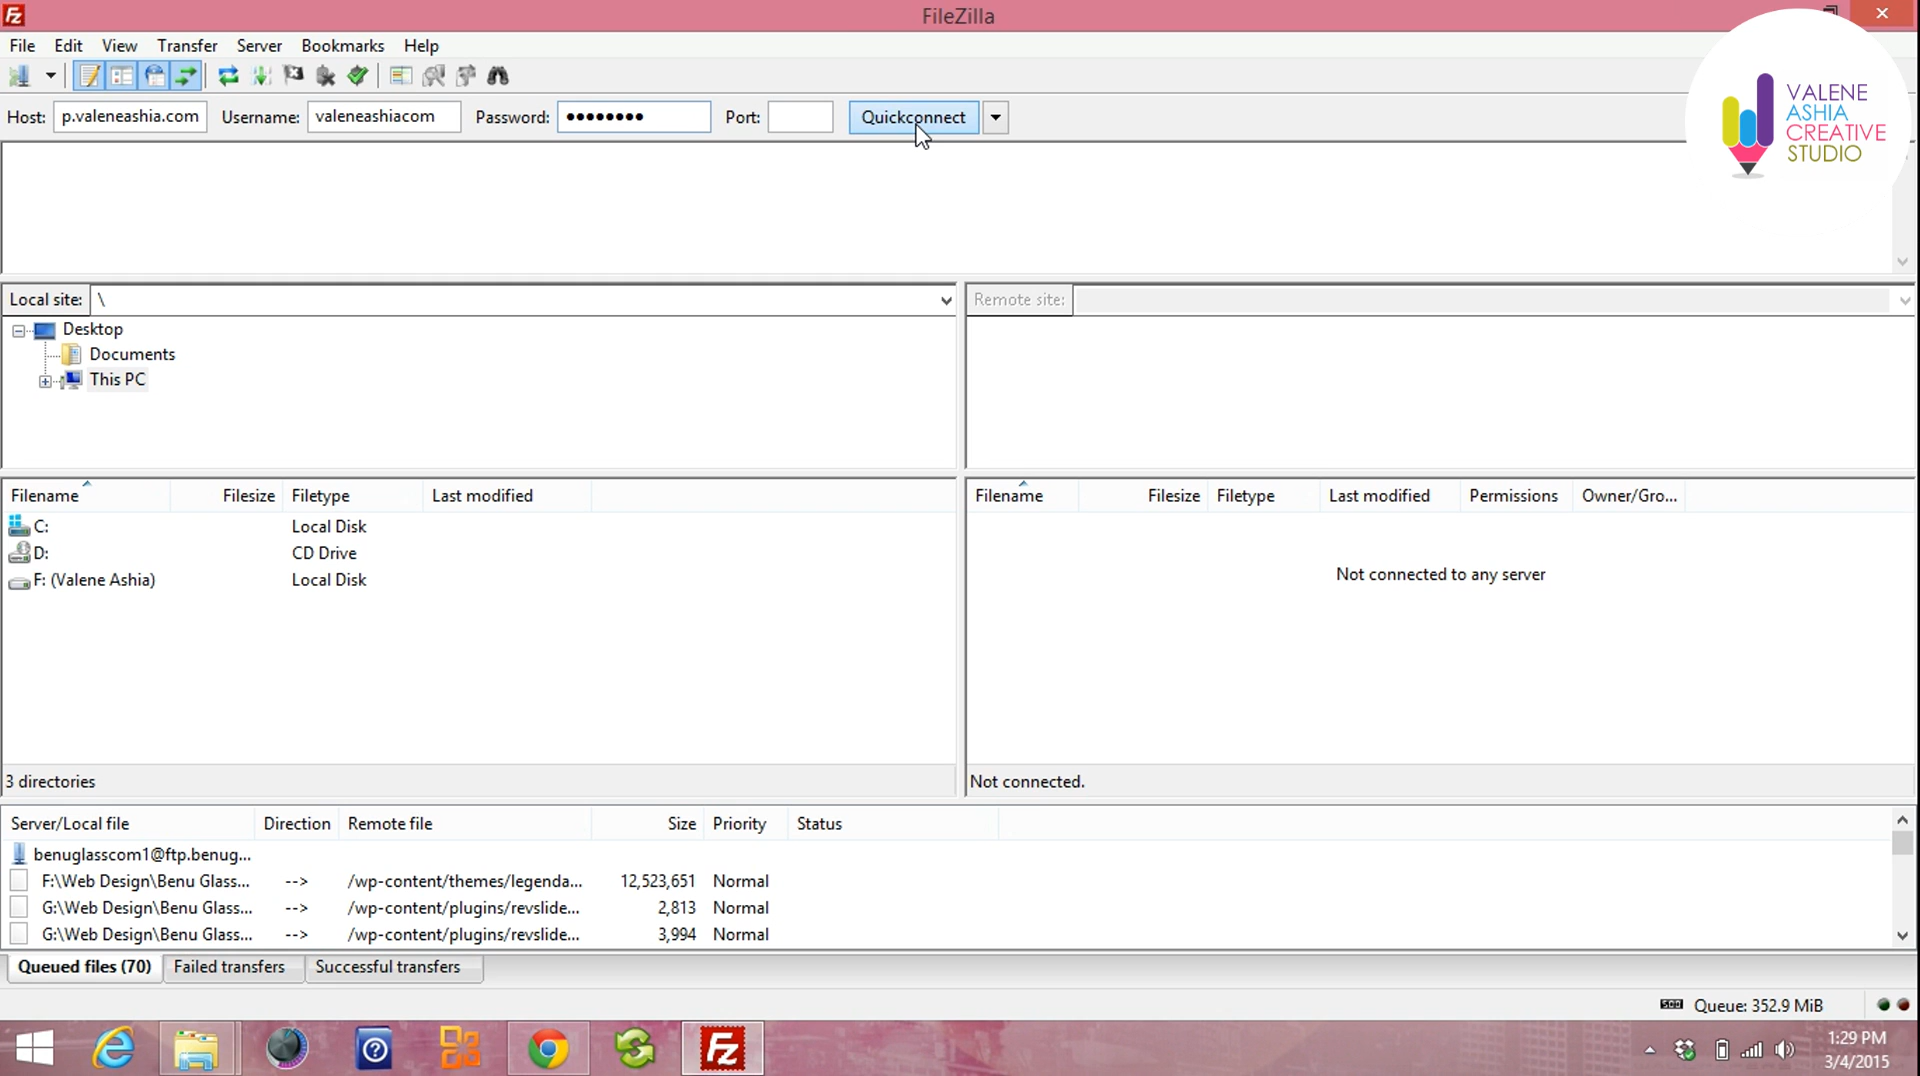 FileZilla
File Edit View Transfer Server Bookmarks Help
Host: p.valeneashia.com Username: valeneashiacom Password: •••••••• Port: Quickconnect
VALENE
ASHIA
CREATIVE
STUDIO
Local site: \
Remote site:
Desktop
Documents
This PC
Filename Filesize Filetype Last modified
C: Local Disk
D: CD Drive
F: (Valene Ashia) Local Disk
3 directories
Filename Filesize Filetype Last modified Permissions Owner/Gro...
Not connected to any server
Not connected.
Server/Local file Direction Remote file Size Priority Status
benuglasscom1@ftp.benug...
F:\Web Design\Benu Glass... --> /wp-content/themes/legenda... 12,523,651 Normal
G:\Web Design\Benu Glass... --> /wp-content/plugins/revslide... 2,813 Normal
G:\Web Design\Benu Glass... --> /wp-content/plugins/revslide... 3,994 Normal
Queued files (70) Failed transfers Successful transfers
Queue: 352.9 MiB
1:29 PM
3/4/2015